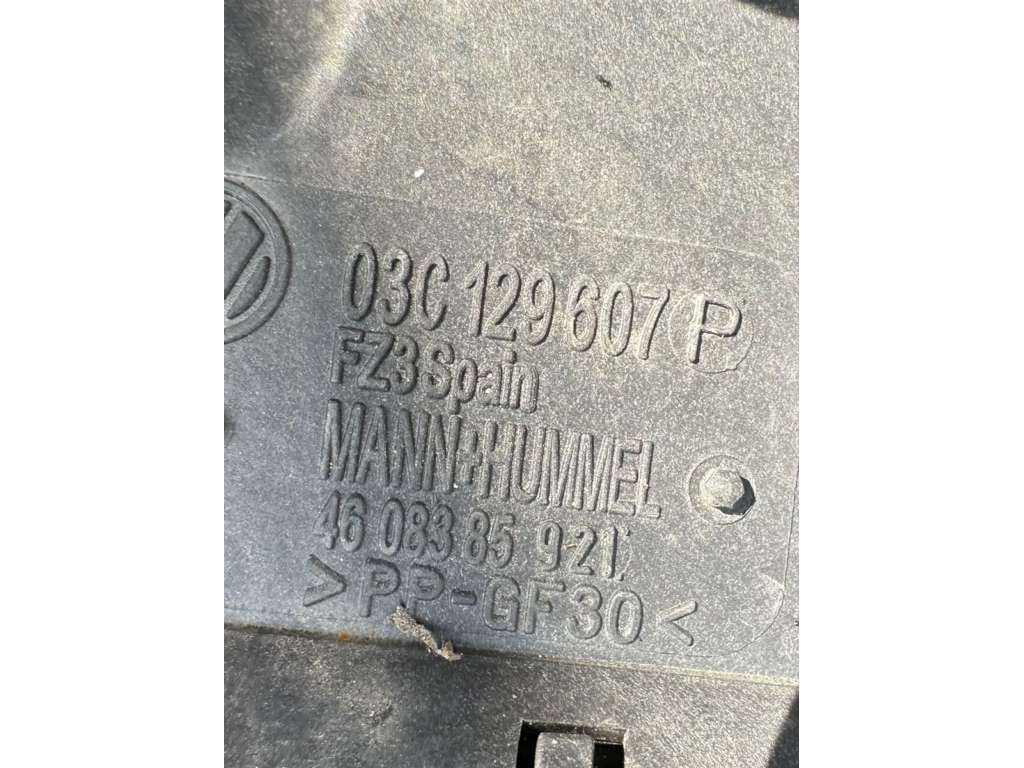 03C 129 607 P
FZ3 Spain
MANN+HUMMEL
46 083 85 921
>PP-GF30<